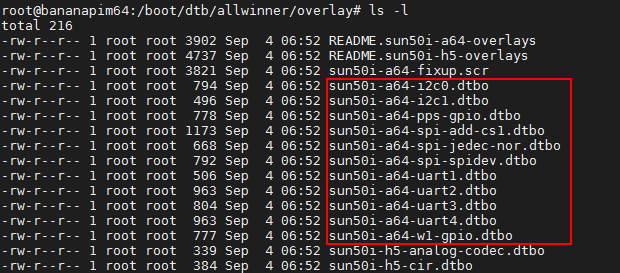 root@bananapim64:/boot/dtb/allwinner/overlay# ls -l
total 216
-rw-r--r-- 1 root root 3902 Sep  4 06:52 README.sun50i-a64-overlays
-rw-r--r-- 1 root root 4737 Sep  4 06:52 README.sun50i-h5-overlays
-rw-r--r-- 1 root root 3821 Sep  4 06:52 sun50i-a64-fixup.scr
-rw-r--r-- 1 root root  794 Sep  4 06:52 sun50i-a64-i2c0.dtbo
-rw-r--r-- 1 root root  496 Sep  4 06:52 sun50i-a64-i2c1.dtbo
-rw-r--r-- 1 root root  778 Sep  4 06:52 sun50i-a64-pps-gpio.dtbo
-rw-r--r-- 1 root root 1173 Sep  4 06:52 sun50i-a64-spi-add-cs1.dtbo
-rw-r--r-- 1 root root  668 Sep  4 06:52 sun50i-a64-spi-jedec-nor.dtbo
-rw-r--r-- 1 root root  792 Sep  4 06:52 sun50i-a64-spi-spidev.dtbo
-rw-r--r-- 1 root root  506 Sep  4 06:52 sun50i-a64-uart1.dtbo
-rw-r--r-- 1 root root  963 Sep  4 06:52 sun50i-a64-uart2.dtbo
-rw-r--r-- 1 root root  804 Sep  4 06:52 sun50i-a64-uart3.dtbo
-rw-r--r-- 1 root root  963 Sep  4 06:52 sun50i-a64-uart4.dtbo
-rw-r--r-- 1 root root  777 Sep  4 06:52 sun50i-a64-w1-gpio.dtbo
-rw-r--r-- 1 root root  339 Sep  4 06:52 sun50i-h5-analog-codec.dtbo
-rw-r--r-- 1 root root  384 Sep  4 06:52 sun50i-h5-cir.dtbo